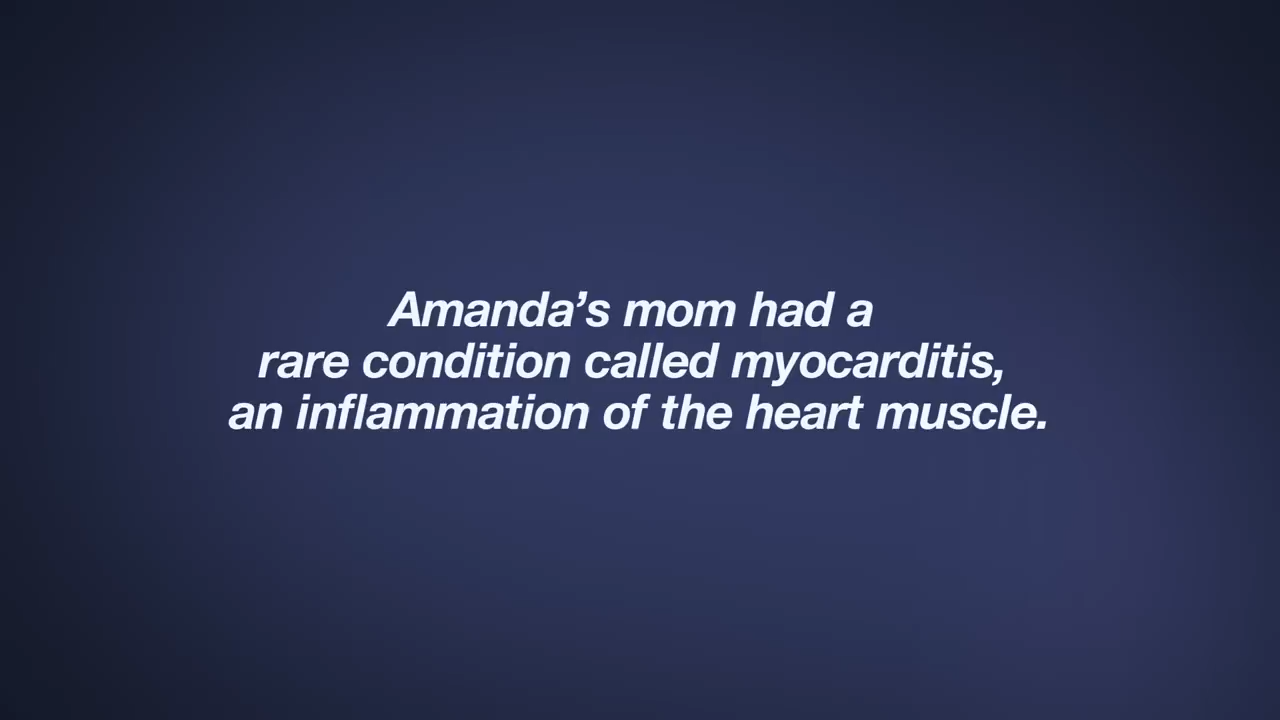 Amanda’s mom had a
rare condition called myocarditis,
an inflammation of the heart muscle.